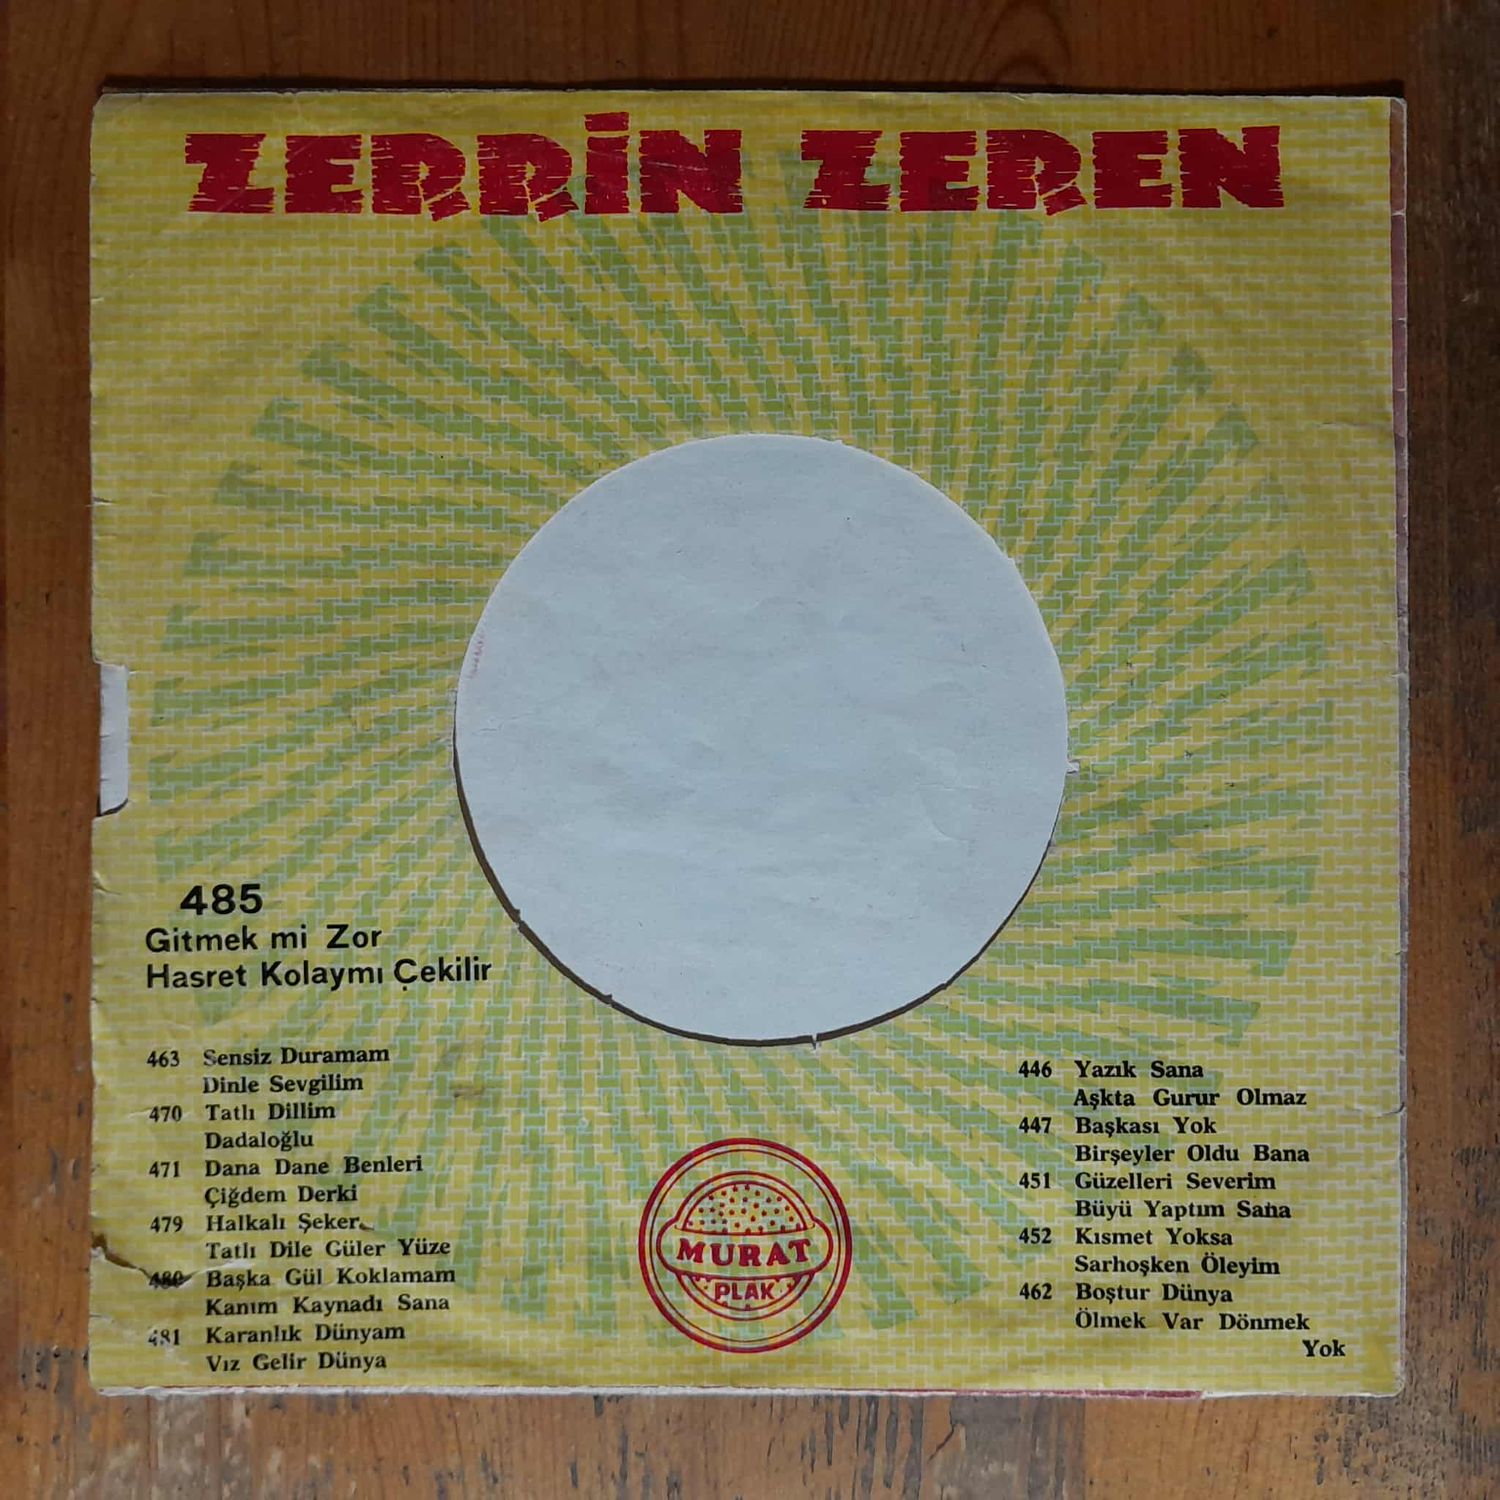 ZERRİN ZEREN
485
Gitmek mi Zor
Hasret Kolaymı Çekilir
463 Sensiz Duramam
Dinle Sevgilim
470 Tatlı Dillim
Dadaloğlu
471 Dana Dane Benleri
Çiğdem Derki
479 Halkalı Şeker
Tatlı Dile Güler Yüze
480 Başka Gül Koklamam
Kanım Kaynadı Sana
481 Karanlık Dünyam
Vız Gelir Dünya
MURAT
PLAK
446 Yazık Sana
Aşkta Gurur Olmaz
447 Başkası Yok
Birşeyler Oldu Bana
451 Güzelleri Severim
Büyü Yaptım Sana
452 Kısmet Yoksa
Sarhoşken Öleyim
462 Boştur Dünya
Ölmek Var Dönmek
Yok